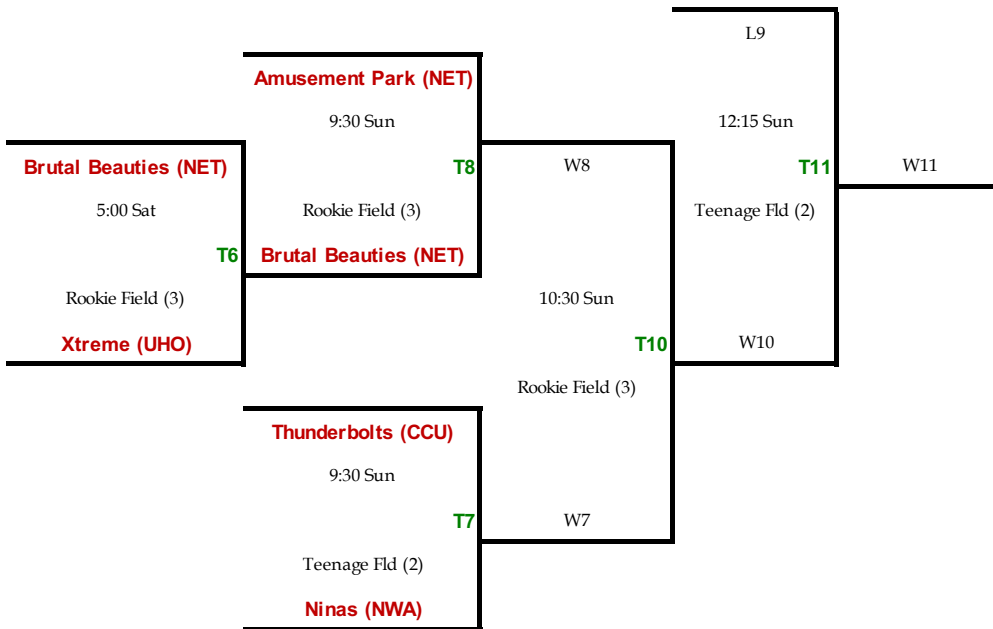 L9
Amusement Park (NET)
9:30 Sun
12:15 Sun
Brutal Beauties (NET)
T8
W8
T11
W11
5:00 Sat
Rookie Field (3)
Teenage Fld (2)
T6
Brutal Beauties (NET)
Rookie Field (3)
10:30 Sun
Xtreme (UHO)
T10
W10
Rookie Field (3)
Thunderbolts (CCU)
9:30 Sun
T7
W7
Teenage Fld (2)
Ninas (NWA)